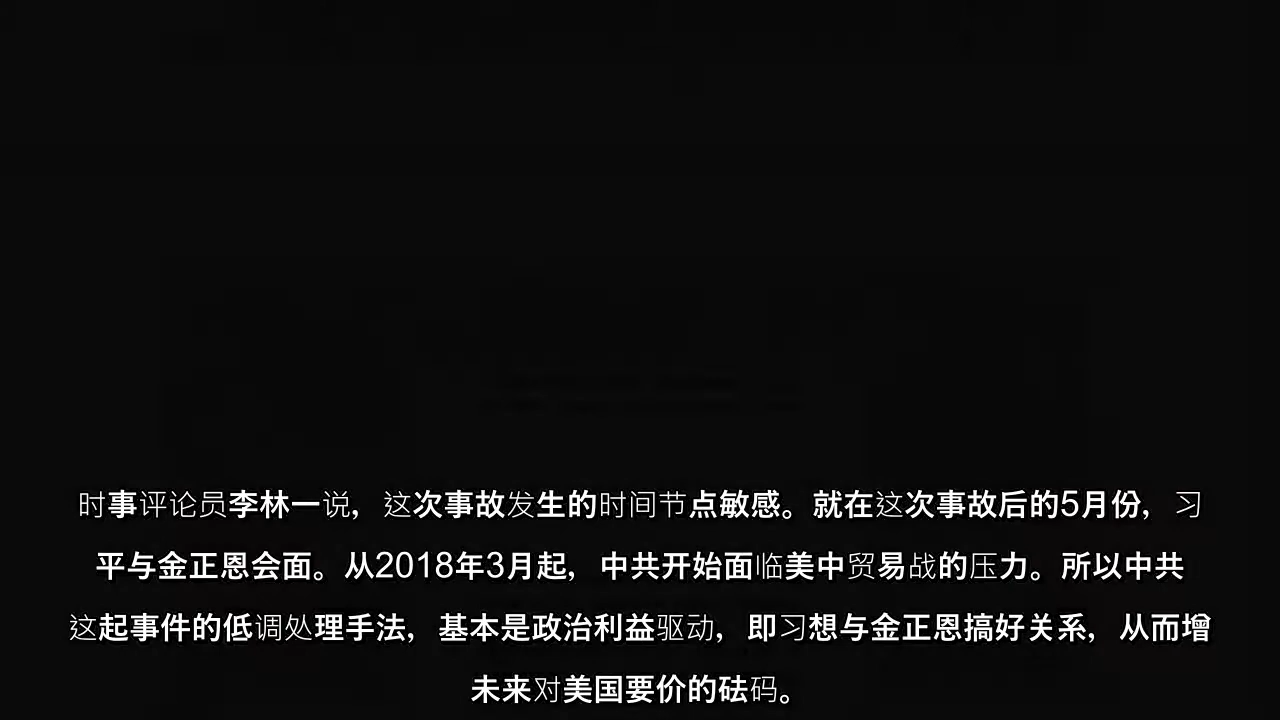 时事评论员李林一说，这次事故发生的时间节点敏感。就在这次事故后的5月份，习
平与金正恩会面。从2018年3月起，中共开始面临美中贸易战的压力。所以中共
这起事件的低调处理手法，基本是政治利益驱动，即习想与金正恩搞好关系，从而增
未来对美国要价的砝码。